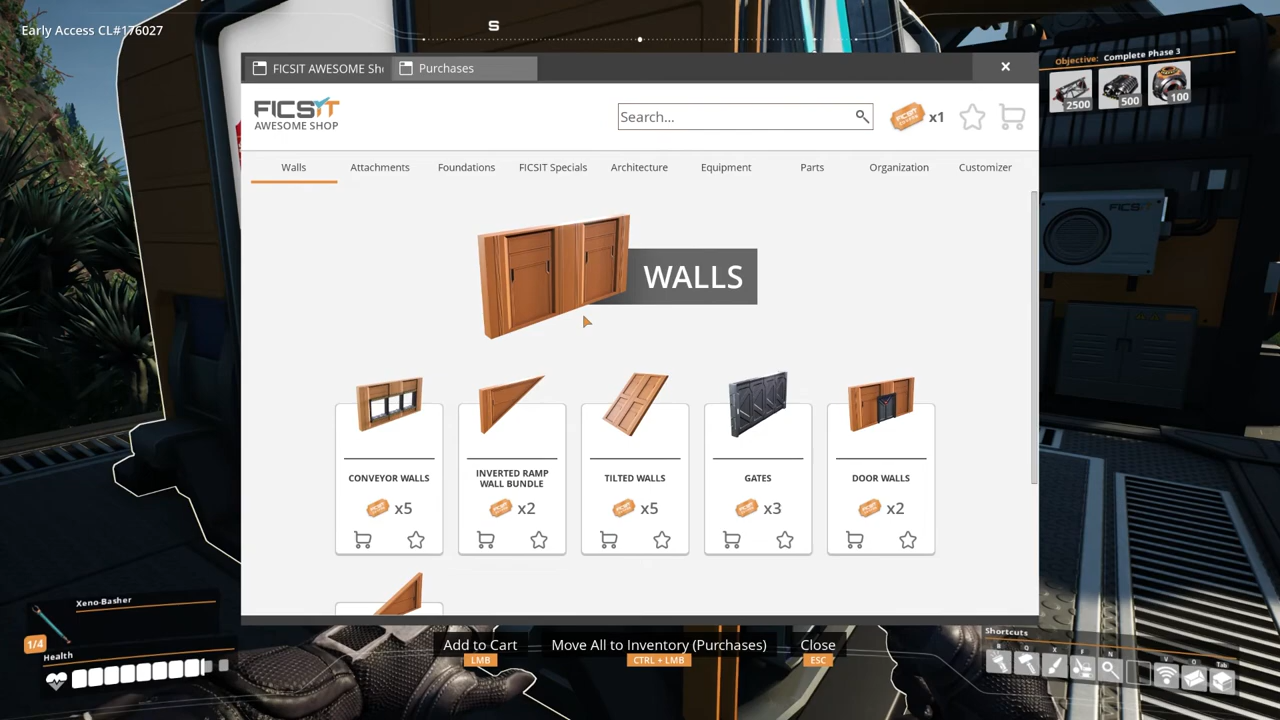 Early Access CL#176027
S
Objective: Complete Phase 3
2500
500
100
FICSIT AWESOME Sh
Purchases
×
FICSIT
AWESOME SHOP
Search...
x1
Walls
Attachments
Foundations
FICSIT Specials
Architecture
Equipment
Parts
Organization
Customizer
WALLS
CONVEYOR WALLS
x5
INVERTED RAMP
WALL BUNDLE
x2
TILTED WALLS
x5
GATES
x3
DOOR WALLS
x2
FICSIT
Xeno-Basher
1/4
Health
Add to Cart
LMB
Move All to Inventory (Purchases)
CTRL + LMB
Close
ESC
Shortcuts
B
Q
X
F
N
V
O
Tab